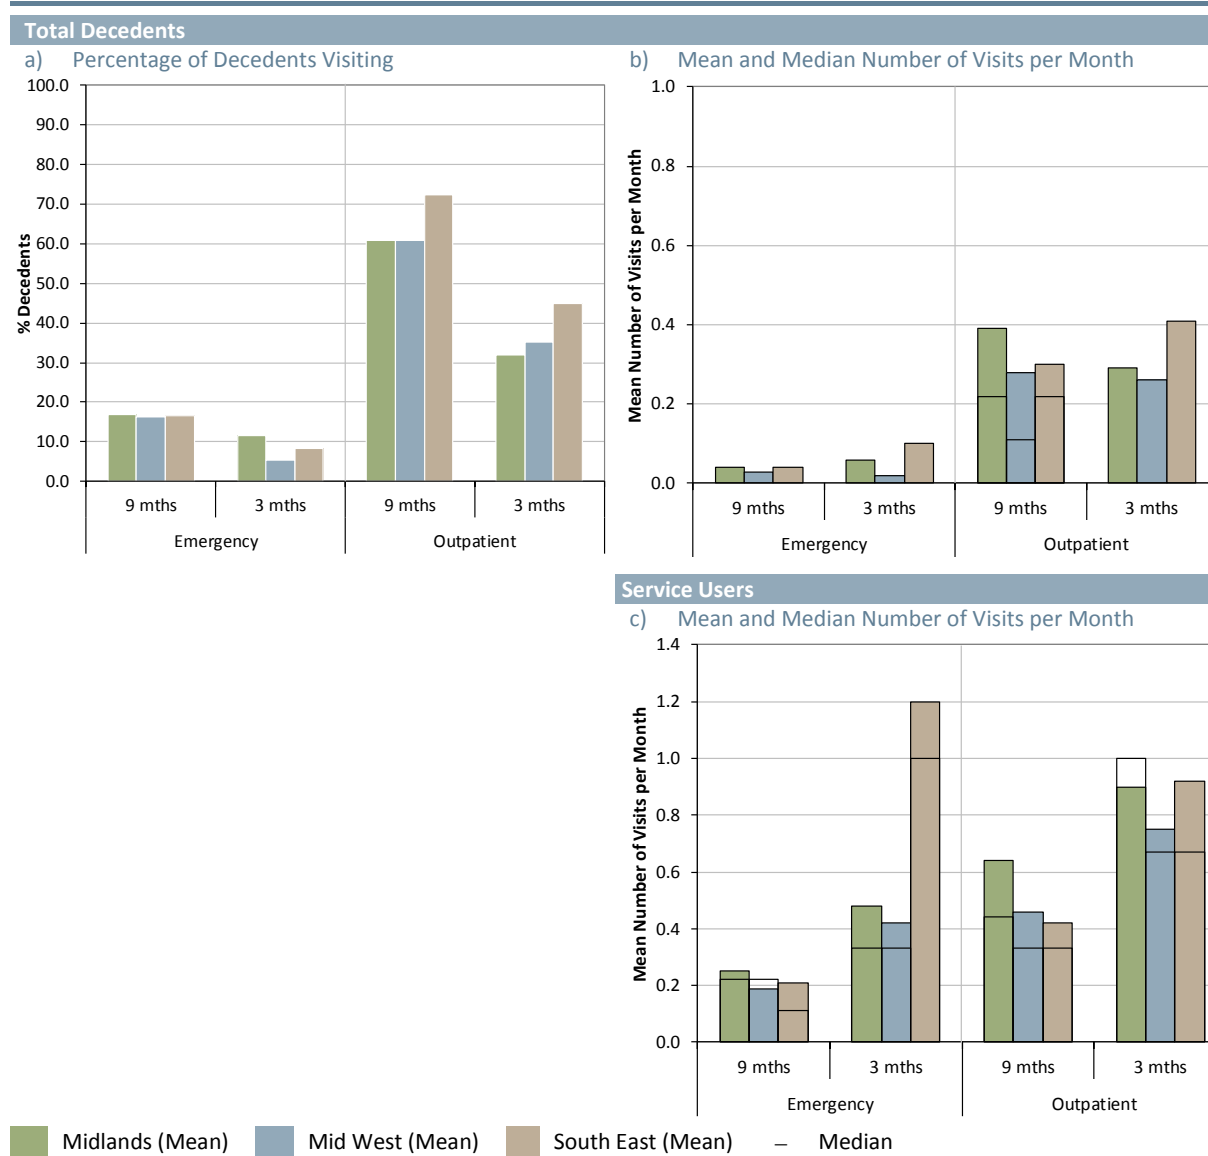 Total Decedents
a) Percentage of Decedents Visiting
100.0
90.0
80.0
70.0
60.0
50.0
40.0
30.0
20.0
10.0
0.0
% Decedents
9 mths 3 mths 9 mths 3 mths
Emergency Outpatient
b) Mean and Median Number of Visits per Month
1.0
0.8
0.6
0.4
0.2
0.0
Mean Number of Visits per Month
9 mths 3 mths 9 mths 3 mths
Emergency Outpatient
Service Users
c) Mean and Median Number of Visits per Month
1.4
1.2
1.0
0.8
0.6
0.4
0.2
0.0
Mean Number of Visits per Month
9 mths 3 mths 9 mths 3 mths
Emergency Outpatient
Midlands (Mean) Mid West (Mean) South East (Mean) – Median